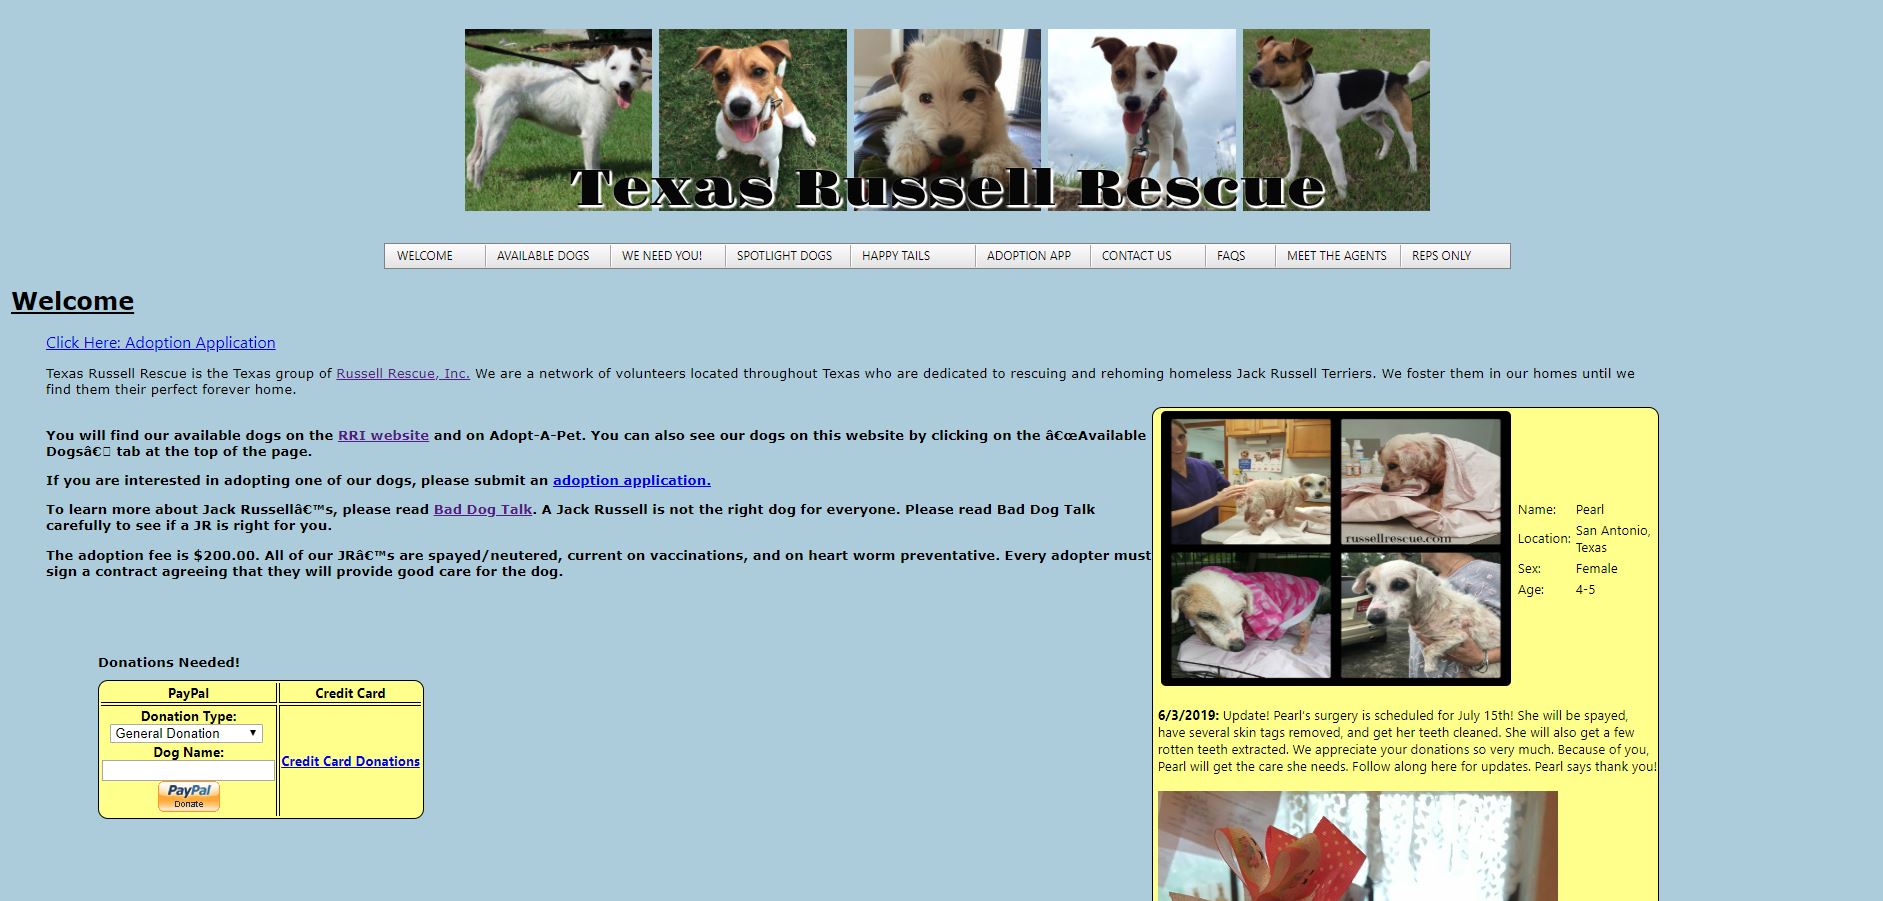 Texas Russell Rescue
WELCOME
AVAILABLE DOGS
WE NEED YOU!
SPOTLIGHT DOGS
HAPPY TAILS
ADOPTION APP
CONTACT US
FAQS
MEET THE AGENTS
REPS ONLY
Welcome
Click Here: Adoption Application
Texas Russell Rescue is the Texas group of Russell Rescue, Inc. We are a network of volunteers located throughout Texas who are dedicated to rescuing and rehoming homeless Jack Russell Terriers. We foster them in our homes until we
find them their perfect forever home.
You will find our available dogs on the RRI website and on Adopt-A-Pet. You can also see our dogs on this website by clicking on the â€œAvailable
Dogsâ€□ tab at the top of the page.
If you are interested in adopting one of our dogs, please submit an adoption application.
To learn more about Jack Russellâ€™s, please read Bad Dog Talk. A Jack Russell is not the right dog for everyone. Please read Bad Dog Talk
carefully to see if a JR is right for you.
The adoption fee is $200.00. All of our JRâ€™s are spayed/neutered, current on vaccinations, and on heart worm preventative. Every adopter must
sign a contract agreeing that they will provide good care for the dog.
Donations Needed!
PayPal
Credit Card
Donation Type:
General Donation
Dog Name:
PayPal
Donate
Credit Card Donations
russellrescue.com
Name: Pearl
Location: San Antonio,
Texas
Sex: Female
Age: 4-5
6/3/2019: Update! Pearl's surgery is scheduled for July 15th! She will be spayed,
have several skin tags removed, and get her teeth cleaned. She will also get a few
rotten teeth extracted. We appreciate your donations so very much. Because of you,
Pearl will get the care she needs. Follow along here for updates. Pearl says thank you!